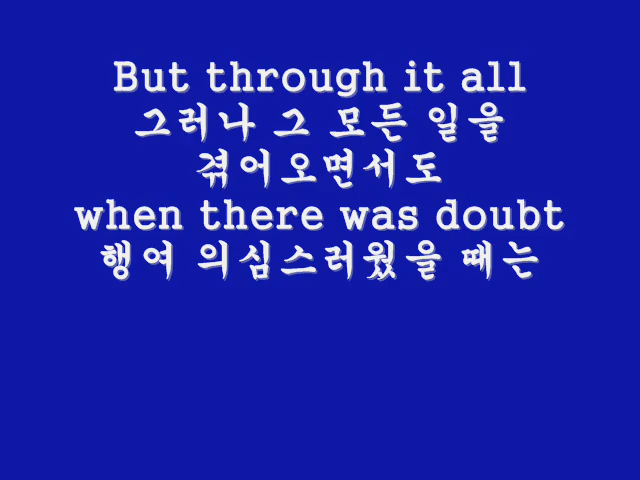 But through it all
그러나 그 모든 일을
겪어오면서도
when there was doubt
행여 의심스러웠을 때는